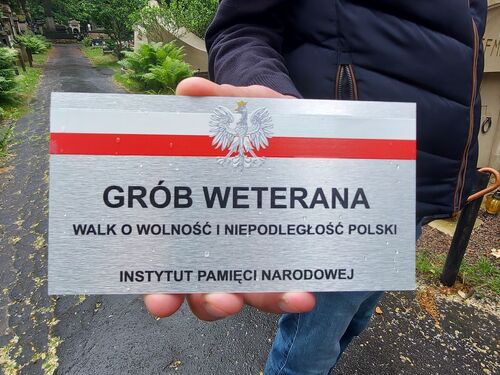 GRÓB WETERANA
WALK O WOLNOŚĆ I NIEPODLEGŁOŚĆ POLSKI
INSTYTUT PAMIĘCI NARODOWEJ